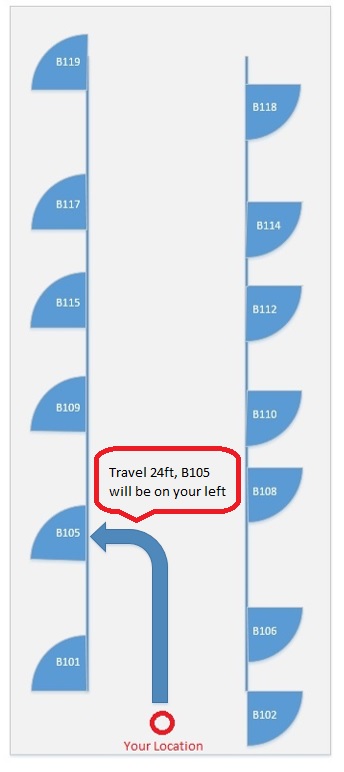 B119
B118
B117
B114
B115
B112
B109
B110
Travel 24ft, B105
will be on your left
B108
B105
B106
B101
B102
Your Location